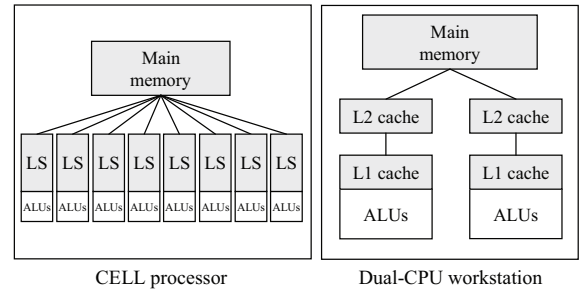 Main
memory
LS LS LS LS LS LS LS LS
ALUs ALUs ALUs ALUs ALUs ALUs ALUs ALUs
CELL processor
Main
memory
L2 cache L2 cache
L1 cache L1 cache
ALUs ALUs
Dual-CPU workstation